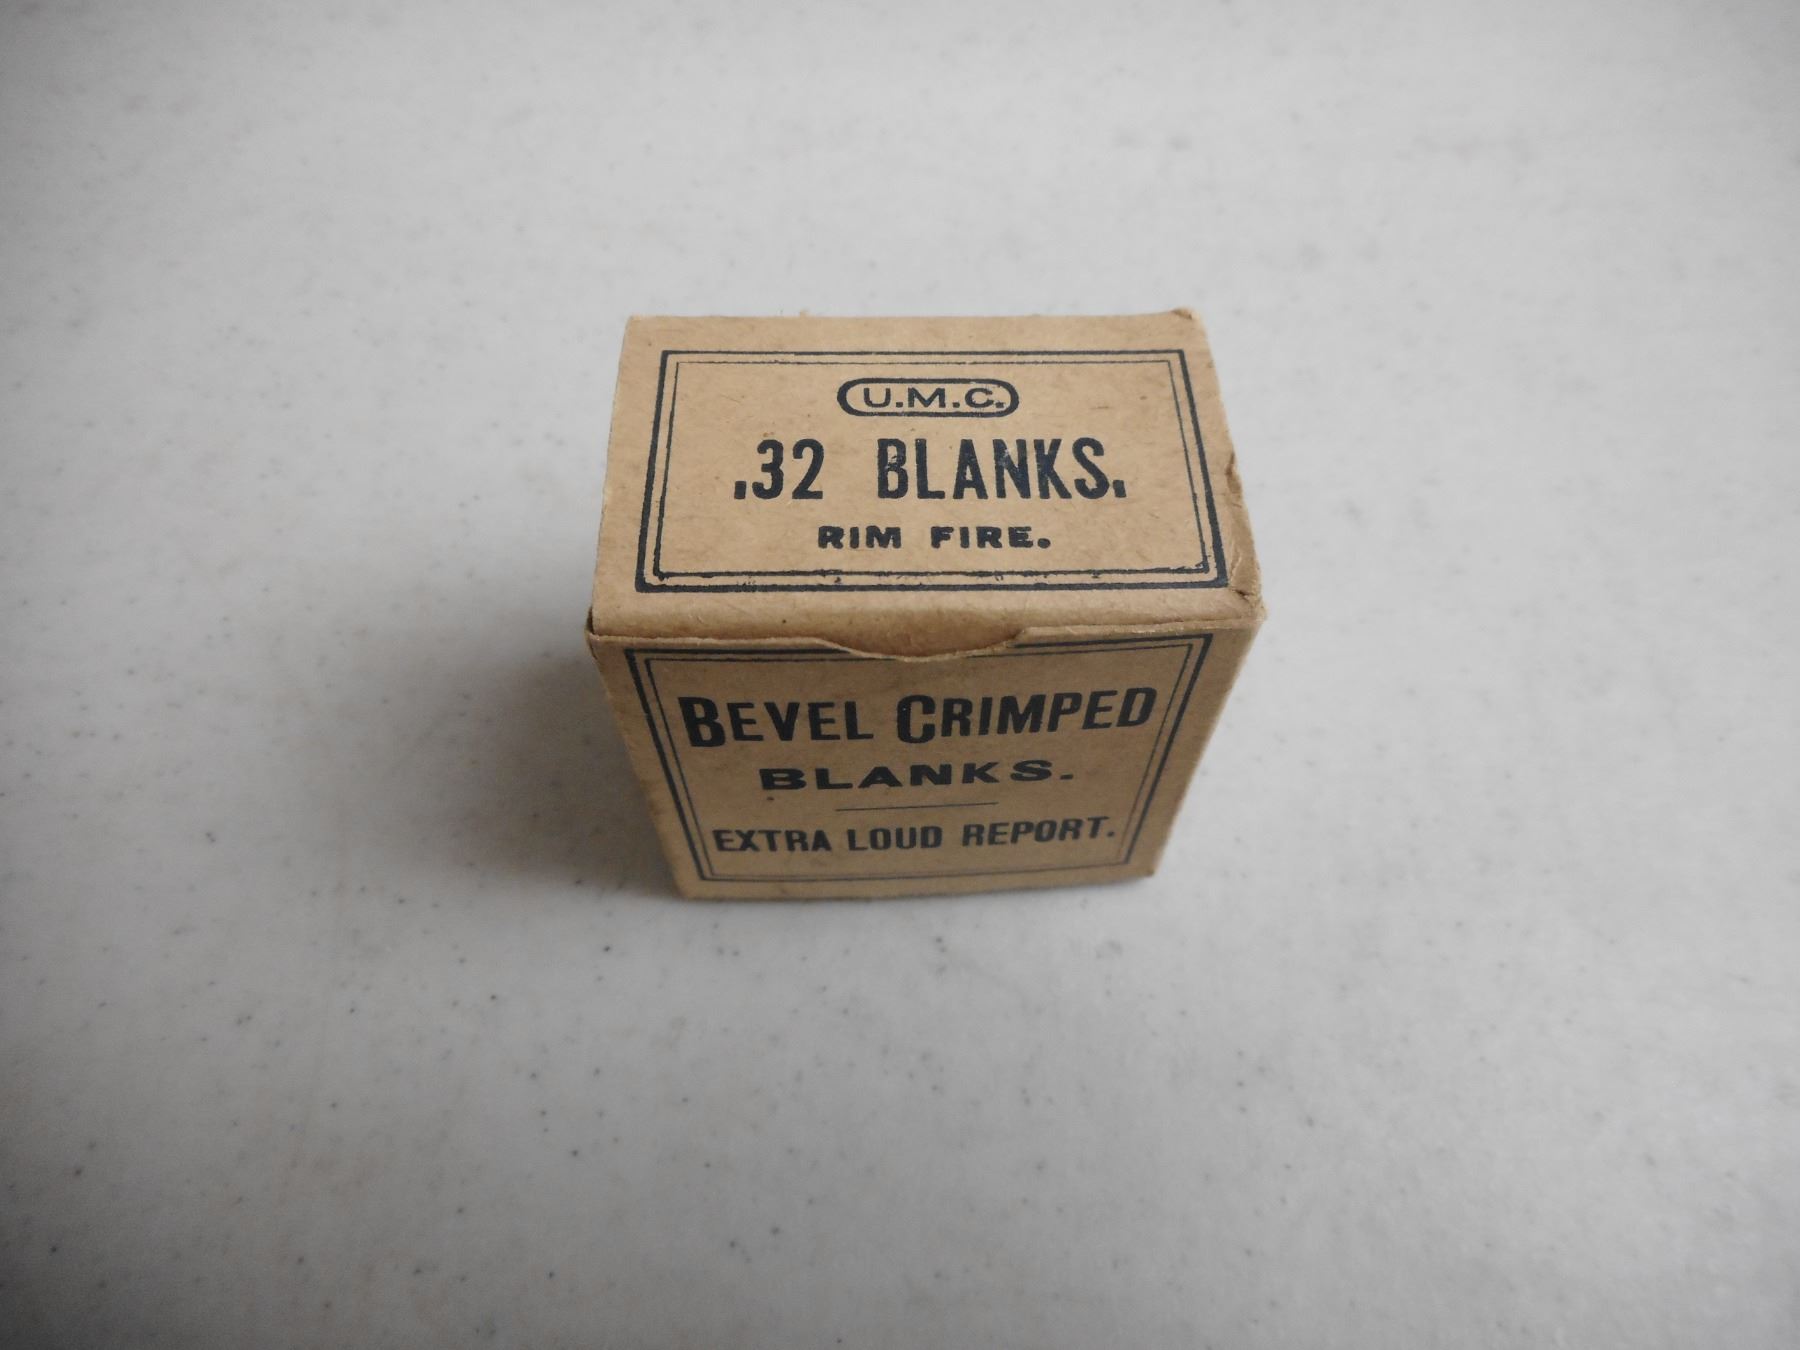 U.M.C.
.32 BLANKS.
RIM FIRE.
BEVEL CRIMPED
BLANKS.
EXTRA LOUD REPORT.